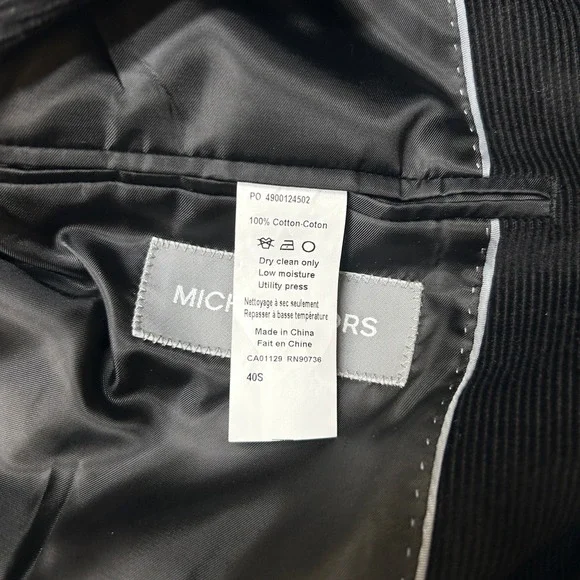 PO 4900124502
100% Cotton-Coton
Dry clean only
Low moisture
Utility press
Nettoyage à sec seulement
Repasser à basse température
Made in China
Fait en Chine
CA01129 RN90736
40S
MICH ORS